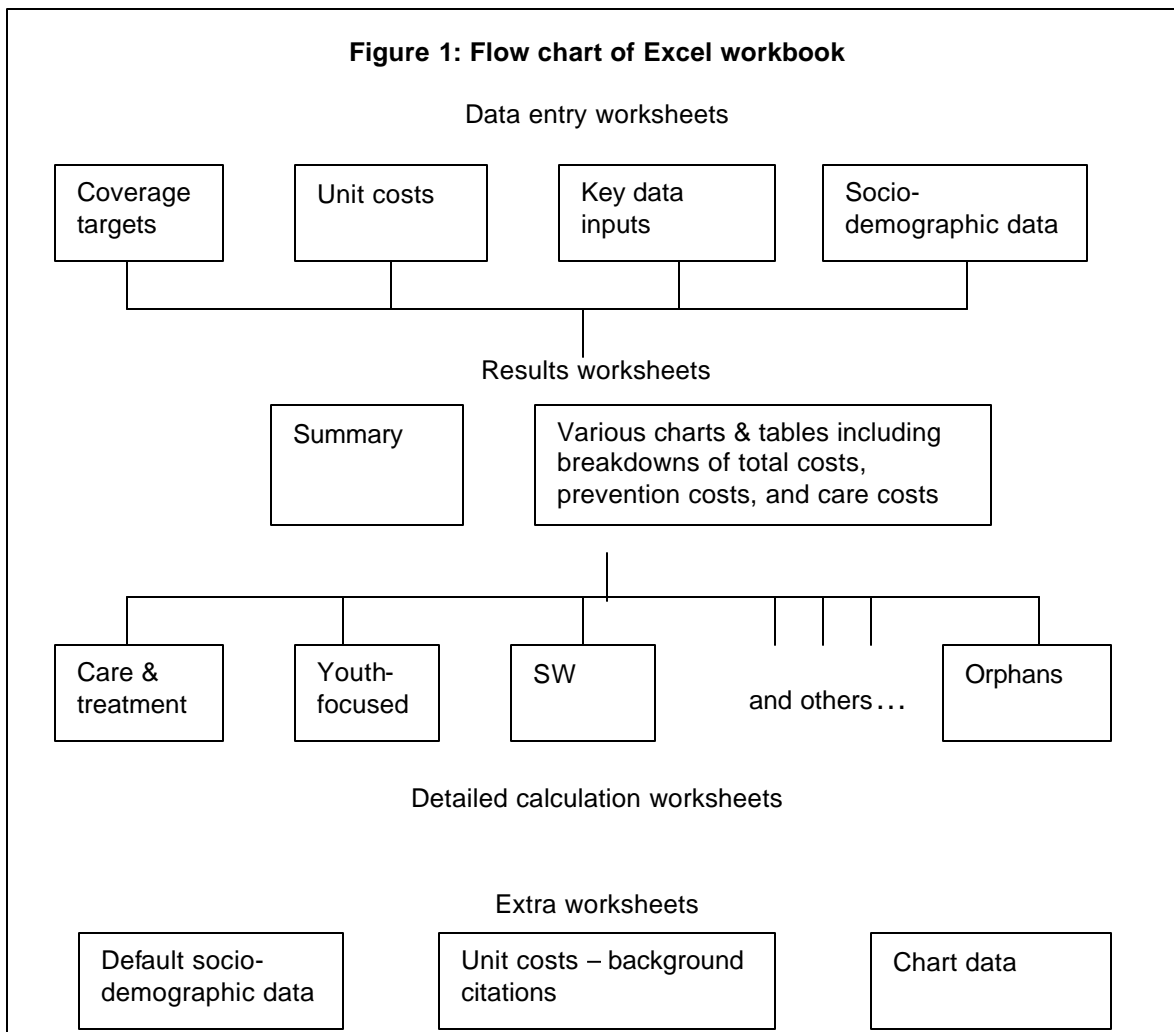 Figure 1: Flow chart of Excel workbook
Data entry worksheets
Coverage
targets
Unit costs
Key data
inputs
Socio-
demographic data
Results worksheets
Summary
Various charts & tables including
breakdowns of total costs,
prevention costs, and care costs
Care &
treatment
Youth-
focused
SW
and others…
Orphans
Detailed calculation worksheets
Extra worksheets
Default socio-
demographic data
Unit costs – background
citations
Chart data